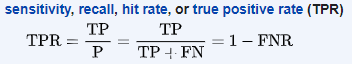 sensitivity, recall, hit rate, or true positive rate (TPR)
TPR = TP / P = TP / (TP + FN) = 1 − FNR